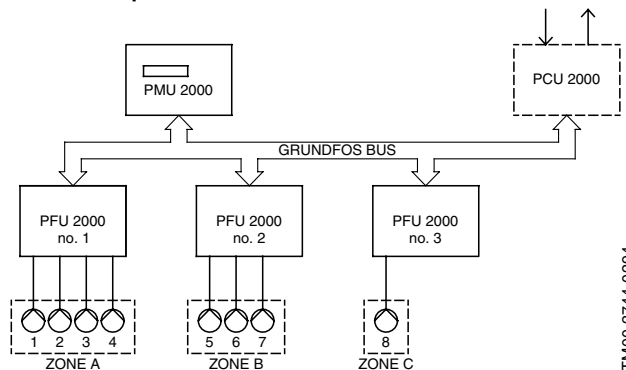 PMU 2000
PCU 2000
GRUNDFOS BUS
PFU 2000
no. 1
PFU 2000
no. 2
PFU 2000
no. 3
1 2 3 4
5 6 7
8
ZONE A
ZONE B
ZONE C